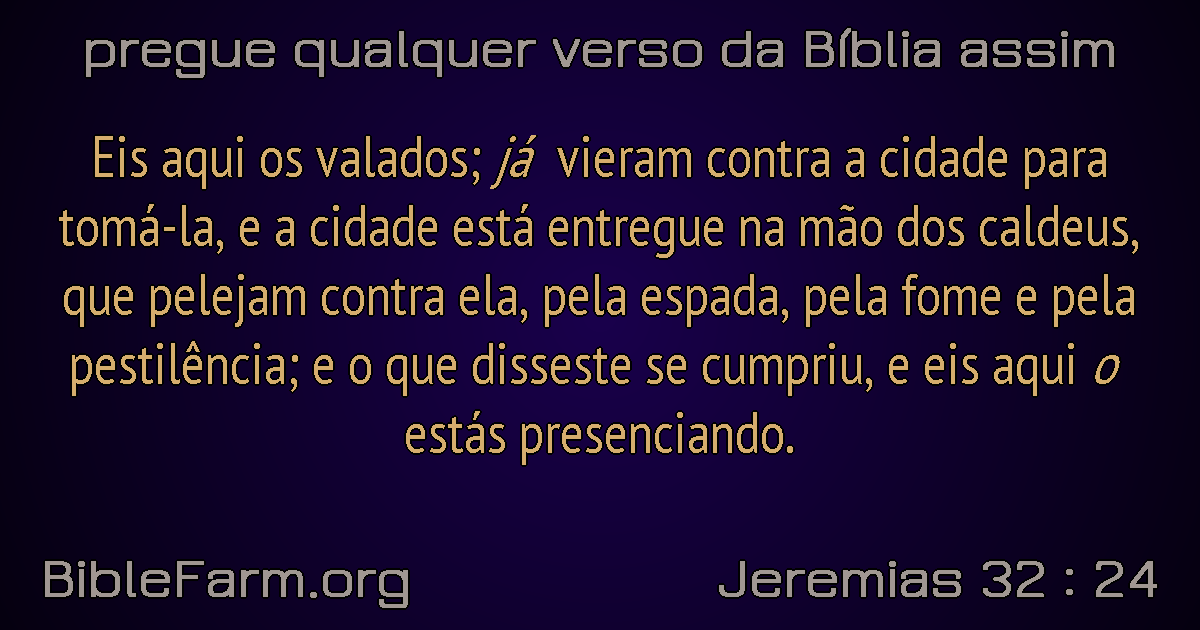 pregue qualquer verso da Bíblia assim
Eis aqui os valados; já vieram contra a cidade para
tomá-la, e a cidade está entregue na mão dos caldeus,
que pelejam contra ela, pela espada, pela fome e pela
pestilência; e o que disseste se cumpriu, e eis aqui o
estás presenciando.
BibleFarm.org
Jeremias 32 : 24